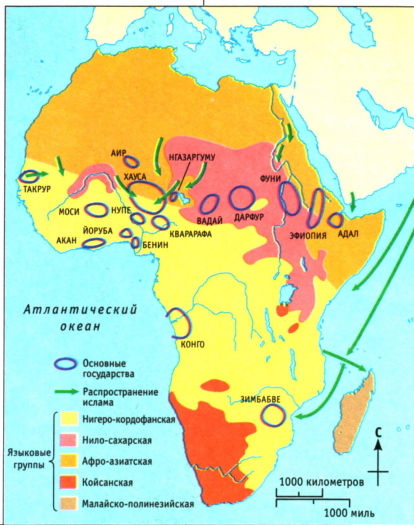 АИР
НГАЗАРГУМУ
ХАУСА
ФУНИ
ТАКРУР
МОСИ
НУПЕ
ВАДАЙ
ДАРФУР
ЙОРУБА
КВАРАРАФА
ЭФИОПИЯ
АДАЛ
АКАН
БЕНИН
Атлантический
океан
КОНГО
Основные
государства
ЗИМБАБВЕ
Распространение
ислама
Языковые
группы
Нигеро-кордофанская
Нило-сахарская
Афро-азиатская
Койсанская
Малайско-полинезийская
С
1000 километров
1000 миль